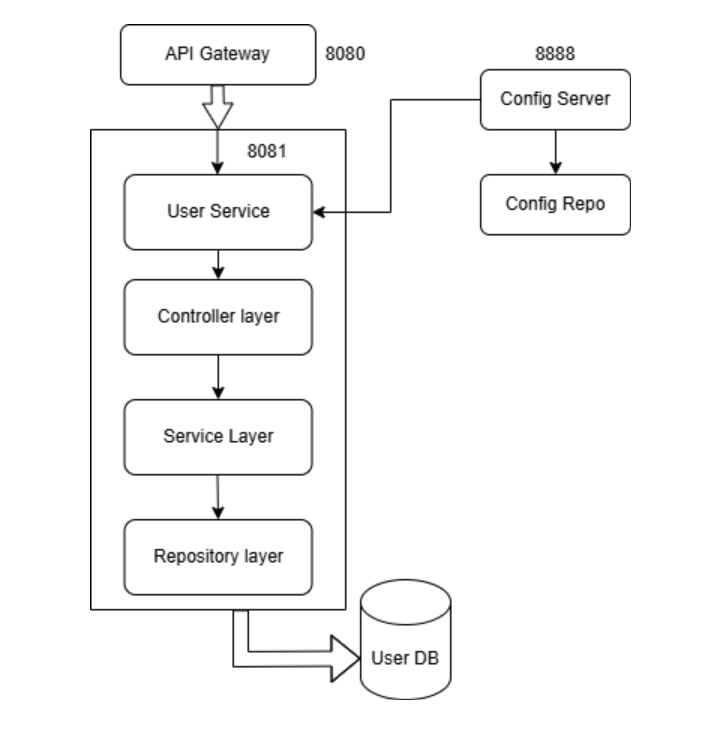 API Gateway
8080
8888
Config Server
8081
User Service
Config Repo
Controller layer
Service Layer
Repository layer
User DB